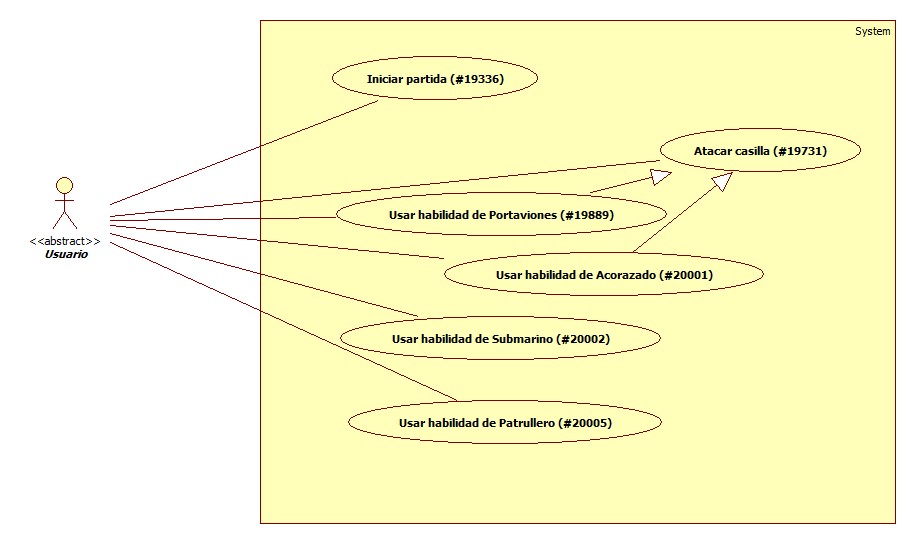 System
Iniciar partida (#19336)
Atacar casilla (#19731)
<<abstract>>
Usuario
Usar habilidad de Portaviones (#19889)
Usar habilidad de Acorazado (#20001)
Usar habilidad de Submarino (#20002)
Usar habilidad de Patrullero (#20005)